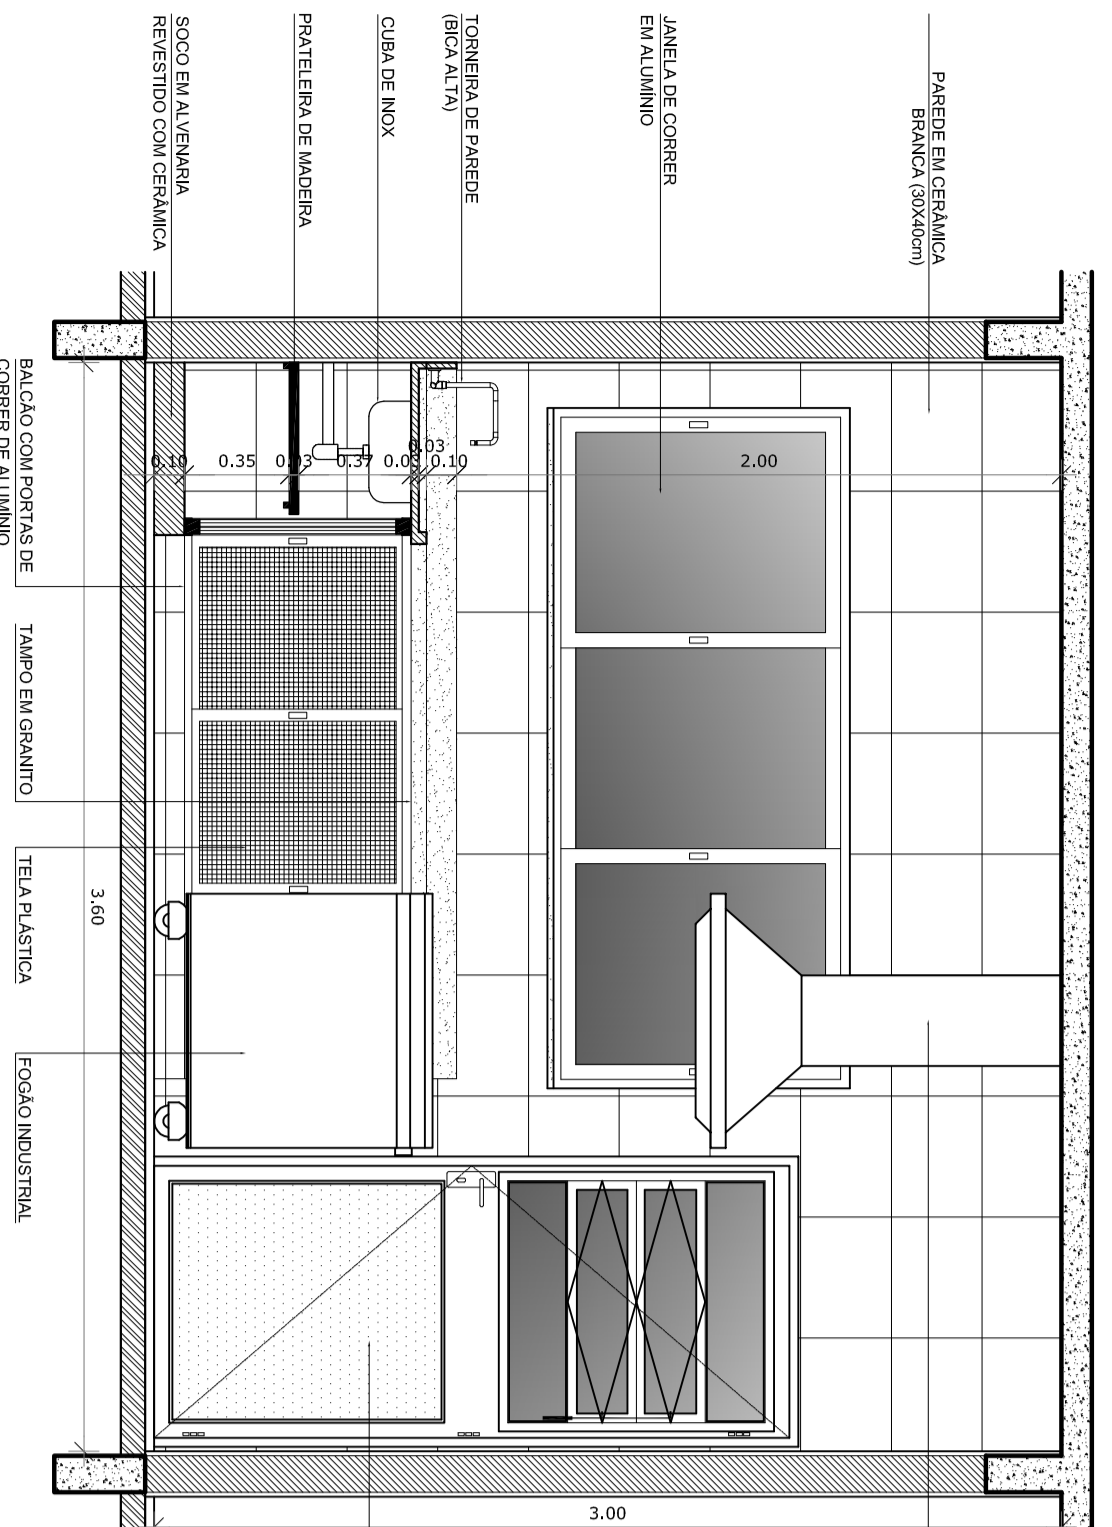 PAREDE EM CERÂMICA
BRANCA (30X40cm)
JANELA DE CORRER
EM ALUMÍNIO
TORNEIRA DE PAREDE
(BICA ALTA)
CUBA DE INOX
PRATELEIRA DE MADEIRA
SOCO EM ALVENARIA
REVESTIDO COM CERÂMICA
0.10
0.35
0.03
0.37
0.03
0.03
0.10
2.00
BALCÃO COM PORTAS DE
CORRER DE ALUMÍNIO
TAMPO EM GRANITO
TELA PLÁSTICA
FOGÃO INDUSTRIAL
3.60
3.00